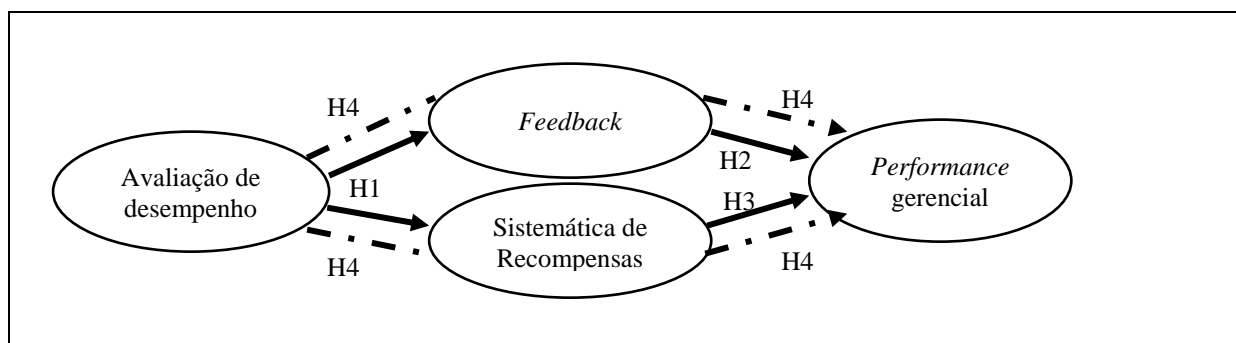 H4
H4
Feedback
Performance
gerencial
H2
Avaliação de
desempenho
H1
H3
Sistemática de
Recompensas
H4
H4